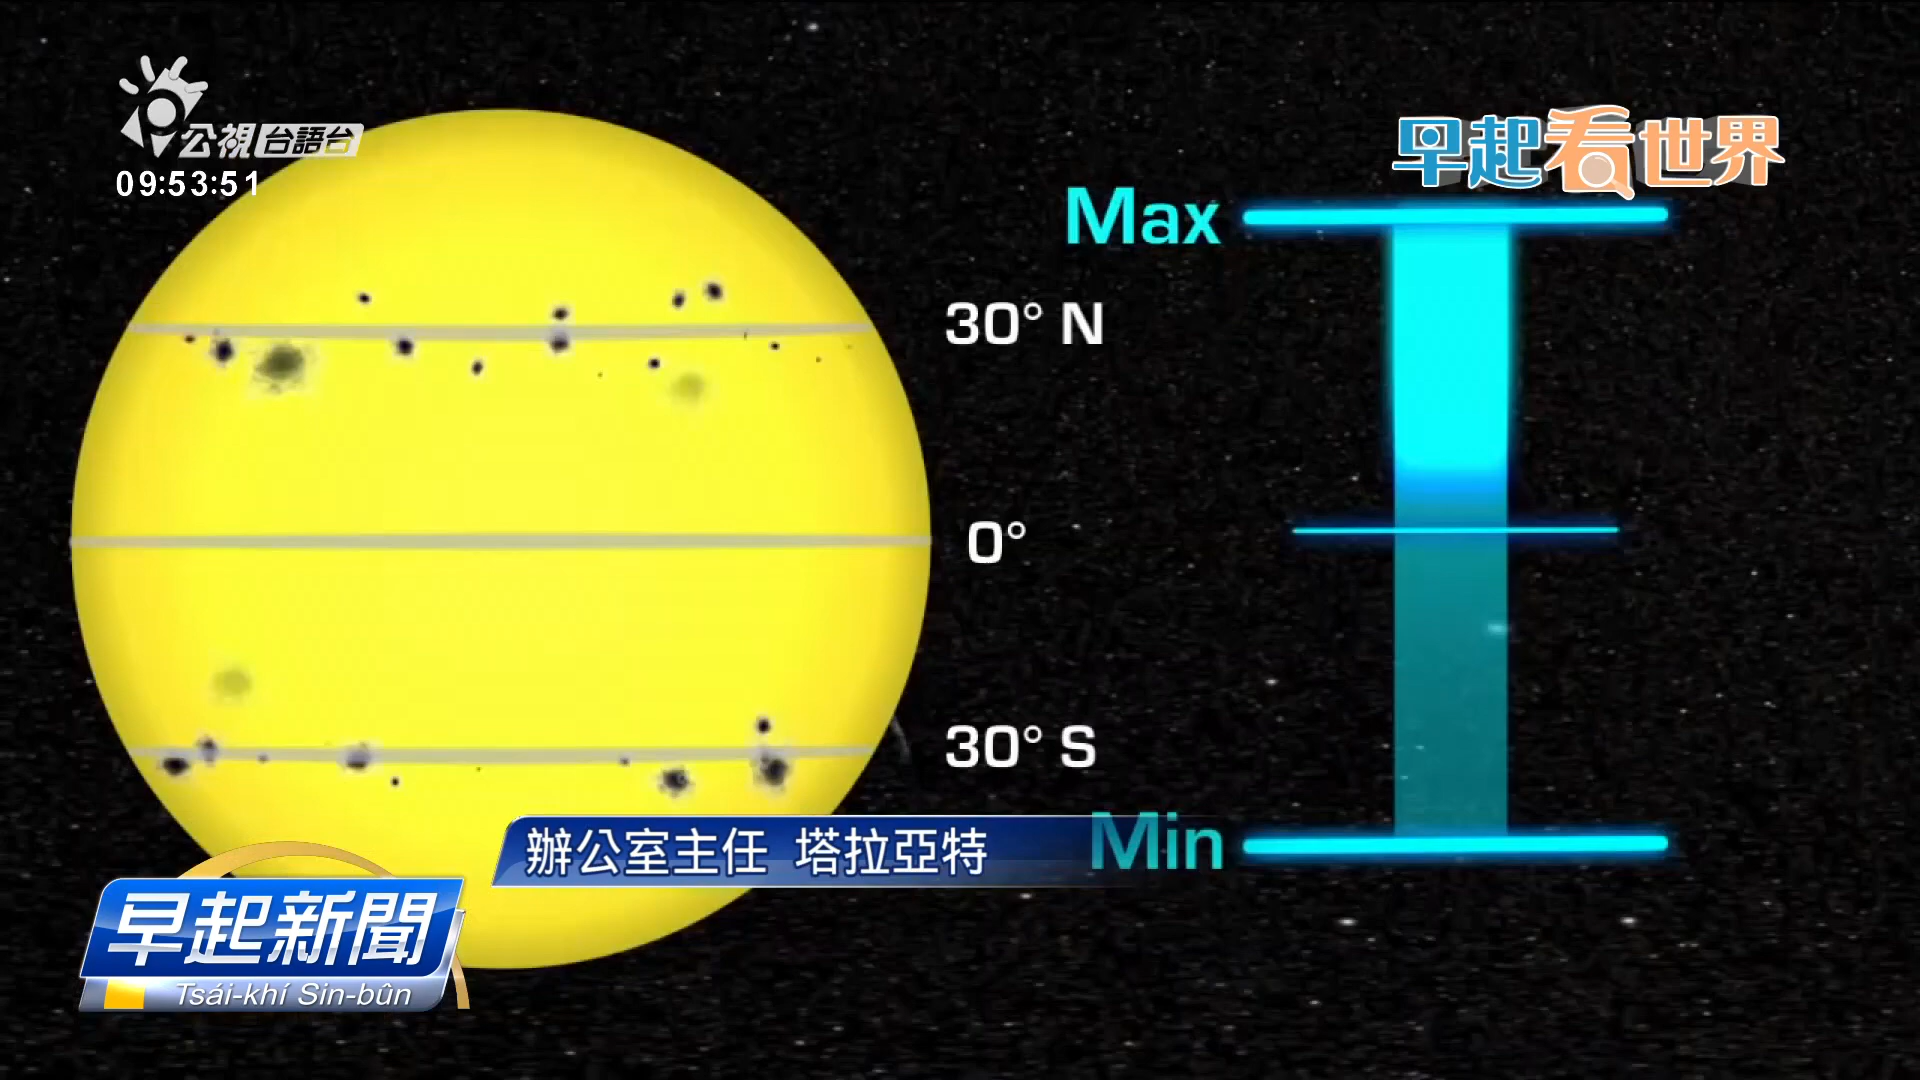 公視 台語台
09:53:51
早起看世界
Max
30° N
0°
30° S
Min
辦公室主任 塔拉亞特
早起新聞
Tsái-khí Sin-bûn